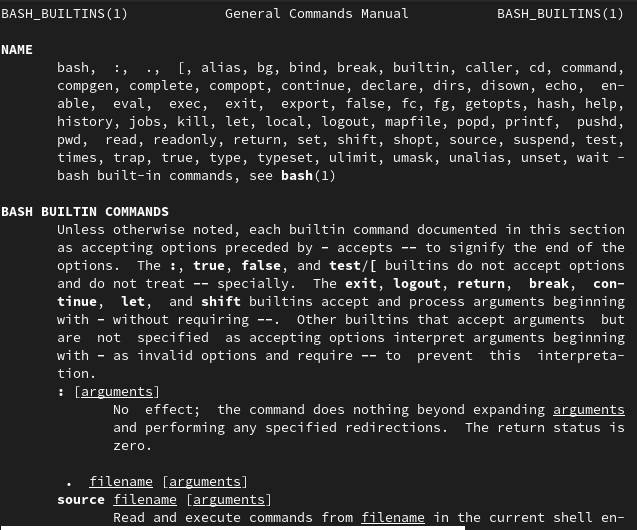 BASH_BUILTINS(1) General Commands Manual BASH_BUILTINS(1)
NAME
bash, :, ., [, alias, bg, bind, break, builtin, caller, cd, command,
compgen, complete, compopt, continue, declare, dirs, disown, echo, en-
able, eval, exec, exit, export, false, fc, fg, getopts, hash, help,
history, jobs, kill, let, local, logout, mapfile, popd, printf, pushd,
pwd, read, readonly, return, set, shift, shopt, source, suspend, test,
times, trap, true, type, typeset, ulimit, umask, unalias, unset, wait -
bash built-in commands, see bash(1)
BASH BUILTIN COMMANDS
Unless otherwise noted, each builtin command documented in this section
as accepting options preceded by - accepts -- to signify the end of the
options. The :, true, false, and test/[ builtins do not accept options
and do not treat -- specially. The exit, logout, return, break, con-
tinue, let, and shift builtins accept and process arguments beginning
with - without requiring --. Other builtins that accept arguments but
are not specified as accepting options interpret arguments beginning
with - as invalid options and require -- to prevent this interpreta-
tion.
: [arguments]
No effect; the command does nothing beyond expanding arguments
and performing any specified redirections. The return status is
zero.
. filename [arguments]
source filename [arguments]
Read and execute commands from filename in the current shell en-